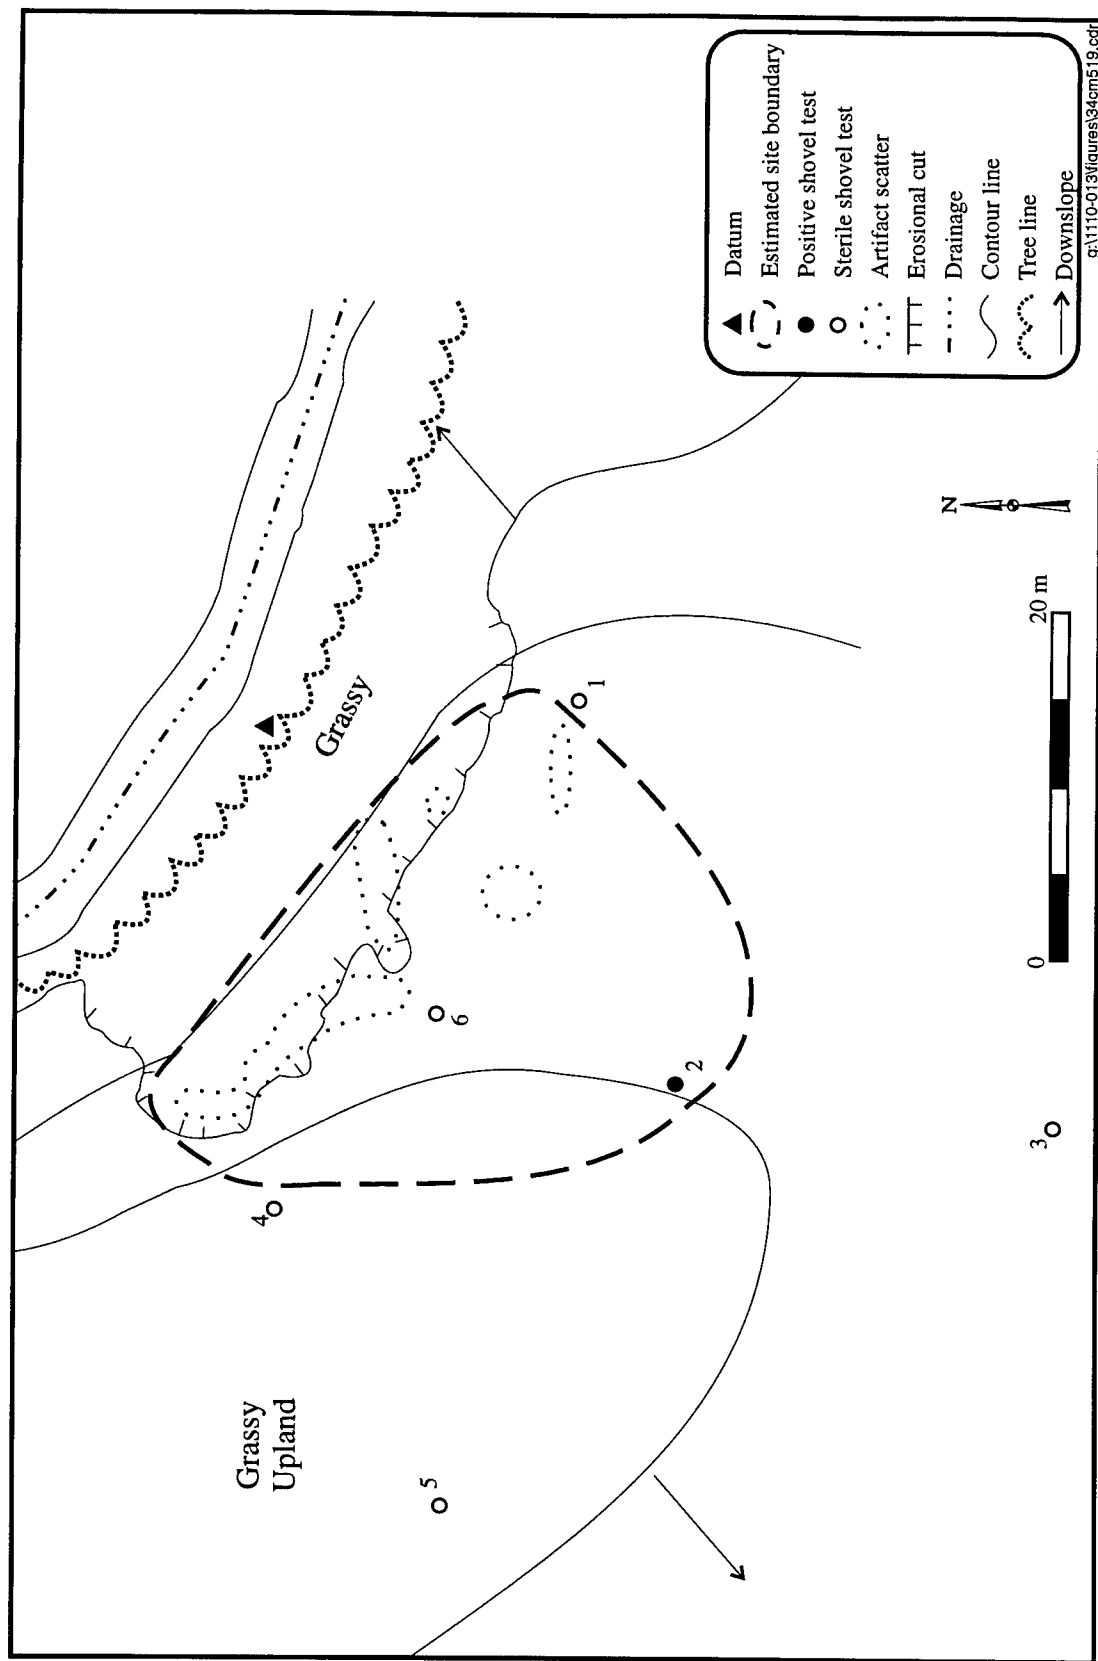 Grassy
Grassy
Upland
1
2
3
4
5
6
N
0
20 m
Datum
Estimated site boundary
Positive shovel test
Sterile shovel test
Artifact scatter
Erosional cut
Drainage
Contour line
Tree line
Downslope
g:\1110-013\figures\34cm519.cdr